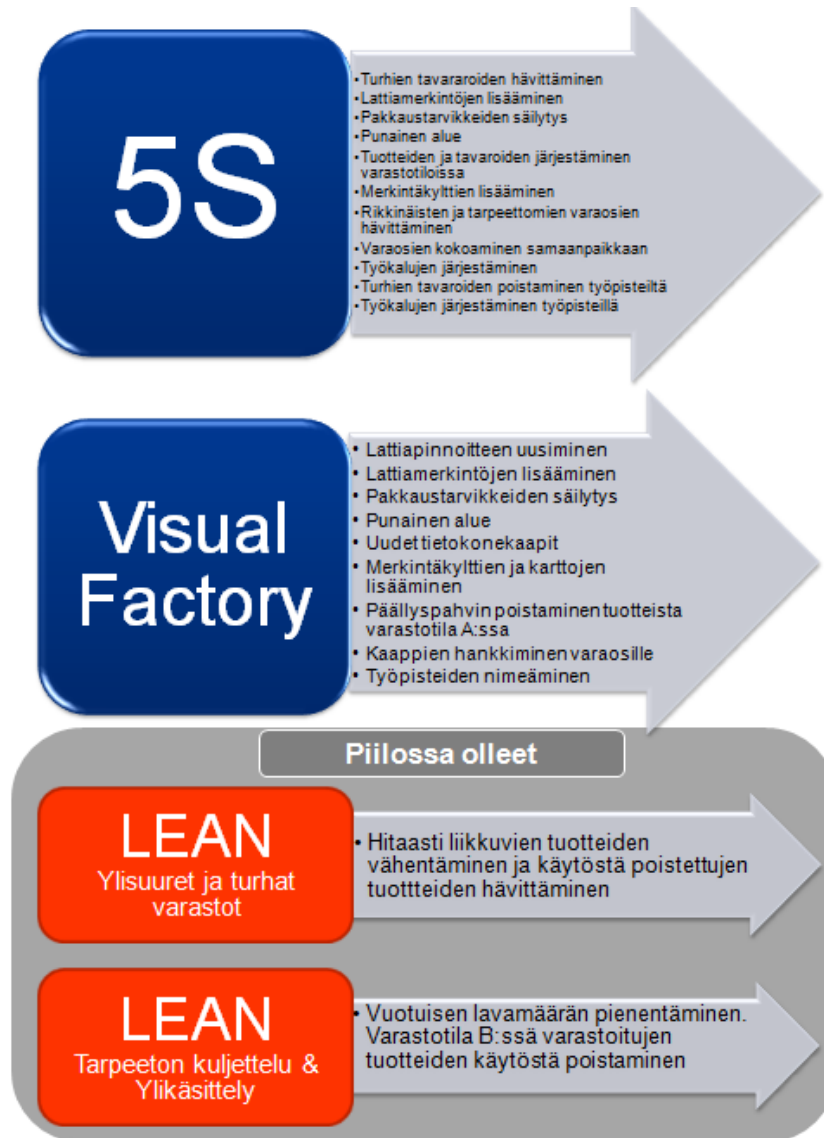 5S
•Turhien tavararoiden hävittäminen
•Lattiamerkintöjen lisääminen
•Pakkaustarvikkeiden säilytys
•Punainen alue
•Tuotteiden ja tavaroiden järjestäminen
varastotiloissa
•Merkintäkylttien lisääminen
•Rikkinäisten ja tarpeettomien varaosien
hävittäminen
•Varaosien kokoaminen samaanpaikkaan
•Työkalujen järjestäminen
•Turhien tavaroiden poistaminen työpisteiltä
•Työkalujen järjestäminen työpisteillä
Visual
Factory
• Lattiapinnoitteen uusiminen
• Lattiamerkintöjen lisääminen
• Pakkaustarvikkeiden säilytys
• Punainen alue
• Uudet tietokonekaapit
• Merkintäkylttien ja karttojen
lisääminen
• Päällyspahvin poistaminen tuotteista
varastotila A:ssa
• Kaappien hankkiminen varaosille
• Työpisteiden nimeäminen
Piilossa olleet
LEAN
Ylisuuret ja turhat
varastot
• Hitaasti liikkuvien tuotteiden
vähentäminen ja käytöstä poistettujen
tuottteiden hävittäminen
LEAN
Tarpeeton kuljettelu &
Ylikäsittely
• Vuotuisen lavamäärän pienentäminen.
Varastotila B:ssä varastoitujen
tuotteiden käytöstä poistaminen